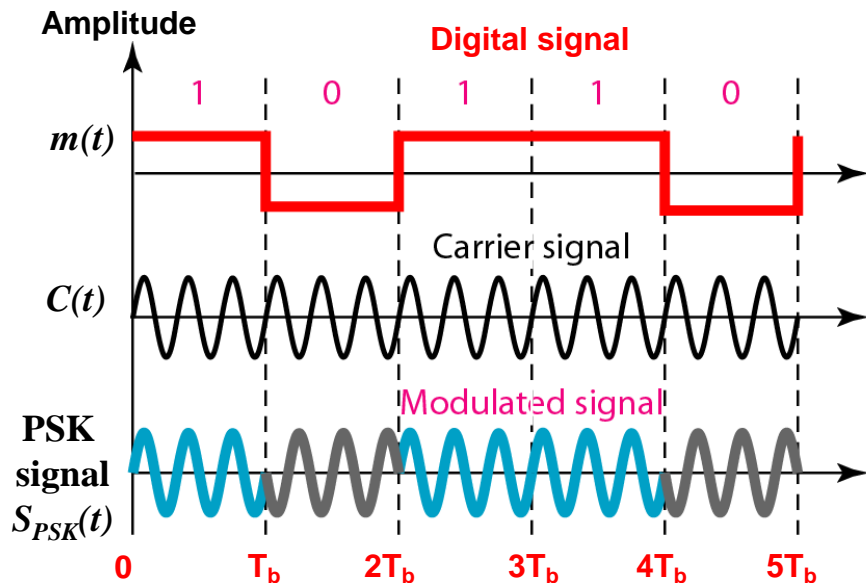 Amplitude
Digital signal
1 0 1 1 0
m(t)
Carrier signal
C(t)
Modulated signal
PSK
signal
S_PSK(t)
0 T_b 2T_b 3T_b 4T_b 5T_b